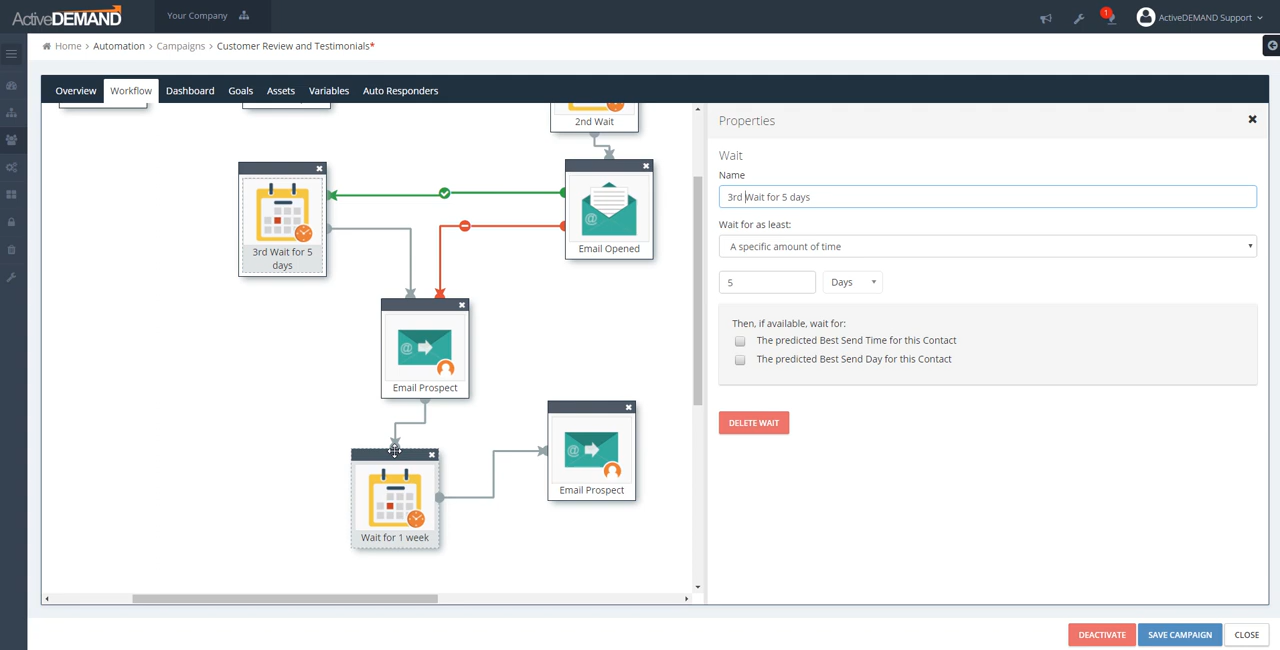 ActiveDEMAND
Your Company
1
ActiveDEMAND Support
Home > Automation > Campaigns > Customer Review and Testimonials*
Overview
Workflow
Dashboard
Goals
Assets
Variables
Auto Responders
2nd Wait
3rd Wait for 5
days
@
Email Opened
@
Email Prospect
Wait for 1 week
@
Email Prospect
Properties
Wait
Name
3rd Wait for 5 days
Wait for as least:
A specific amount of time
5
Days
Then, if available, wait for:
The predicted Best Send Time for this Contact
The predicted Best Send Day for this Contact
DELETE WAIT
DEACTIVATE
SAVE CAMPAIGN
CLOSE